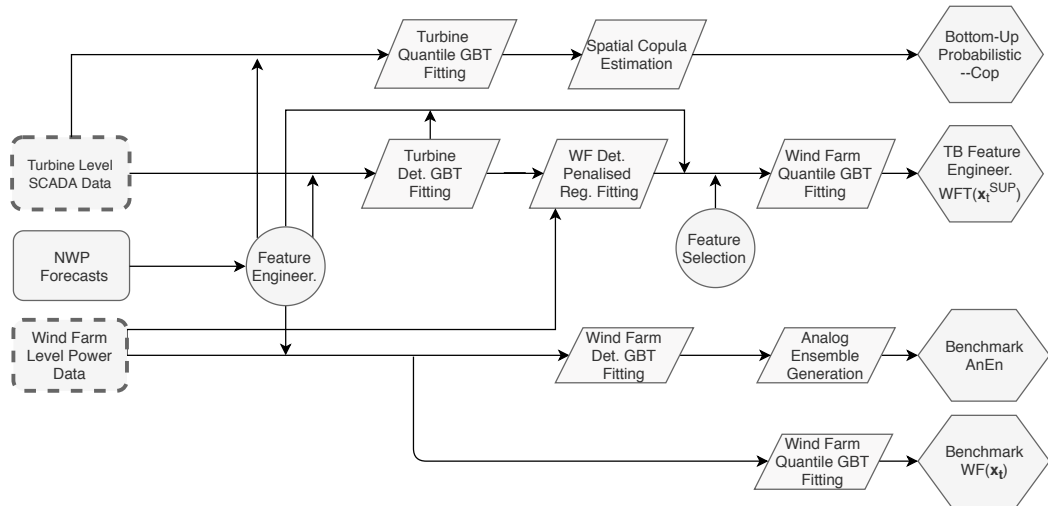 Turbine
Quantile GBT
Fitting
Spatial Copula
Estimation
Bottom-Up
Probabilistic
--Cop
Turbine Level
SCADA Data
Turbine
Det. GBT
Fitting
WF Det.
Penalised
Reg. Fitting
Wind Farm
Quantile GBT
Fitting
TB Feature
Engineer.
WFT(xₜ^SUP)
NWP
Forecasts
Feature
Engineer.
Feature
Selection
Wind Farm
Level Power
Data
Wind Farm
Det. GBT
Fitting
Analog
Ensemble
Generation
Benchmark
AnEn
Wind Farm
Quantile GBT
Fitting
Benchmark
WF(xₜ)